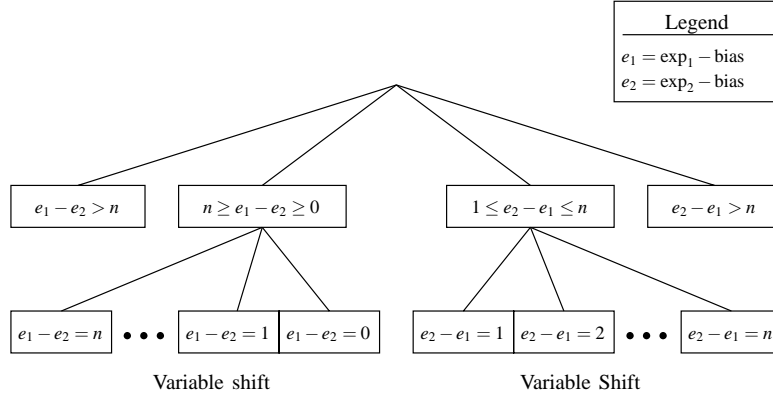 Legend
e₁ = exp₁ − bias
e₂ = exp₂ − bias
e₁ − e₂ > n
n ≥ e₁ − e₂ ≥ 0
1 ≤ e₂ − e₁ ≤ n
e₂ − e₁ > n
e₁ − e₂ = n
e₁ − e₂ = 1
e₁ − e₂ = 0
e₂ − e₁ = 1
e₂ − e₁ = 2
e₂ − e₁ = n
Variable shift
Variable Shift